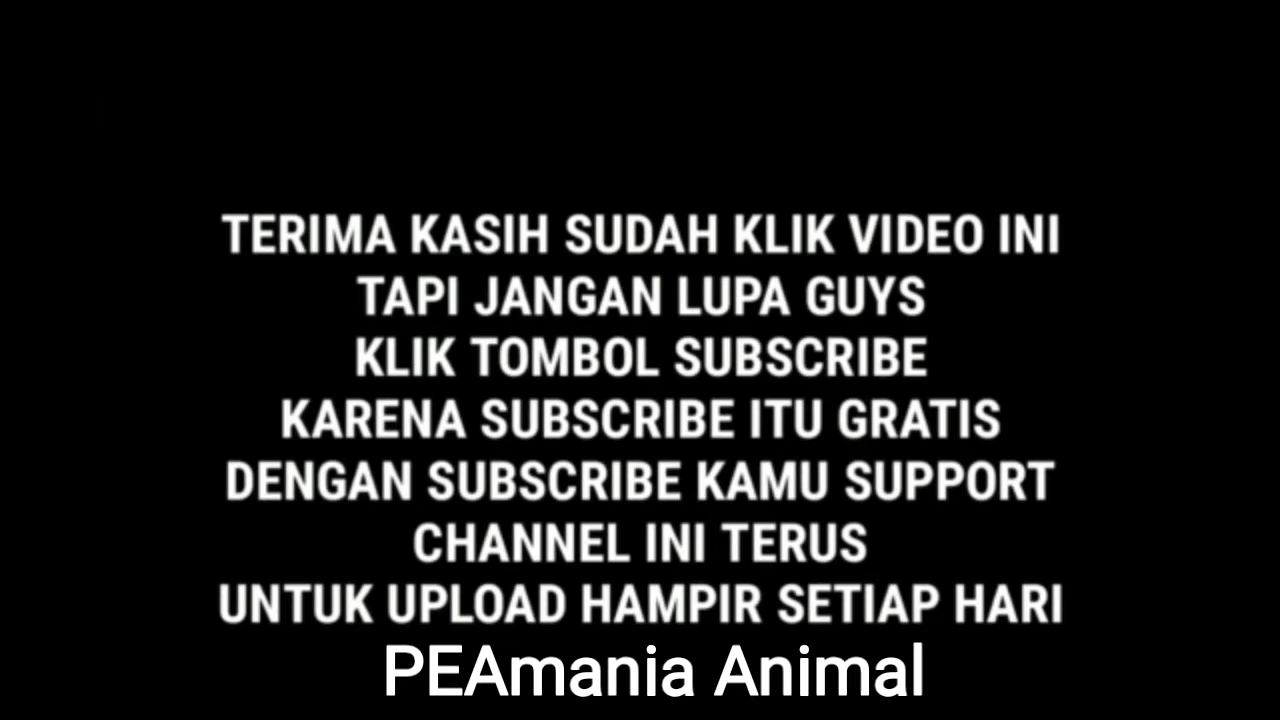 TERIMA KASIH SUDAH KLIK VIDEO INI
TAPI JANGAN LUPA GUYS
KLIK TOMBOL SUBSCRIBE
KARENA SUBSCRIBE ITU GRATIS
DENGAN SUBSCRIBE KAMU SUPPORT
CHANNEL INI TERUS
UNTUK UPLOAD HAMPIR SETIAP HARI
PEAmania Animal